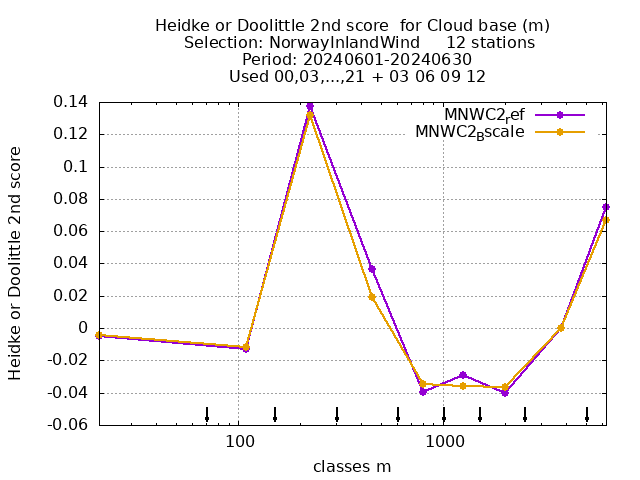 Heidke or Doolittle 2nd score  for Cloud base (m)
Selection: NorwayInlandWind     12 stations
Period: 20240601-20240630
Used 00,03,...,21 + 03 06 09 12
MNWC2ref
MNWC2Bscale
Heidke or Doolittle 2nd score
0.14
0.12
0.1
0.08
0.06
0.04
0.02
0
-0.02
-0.04
-0.06
100 1000
classes m